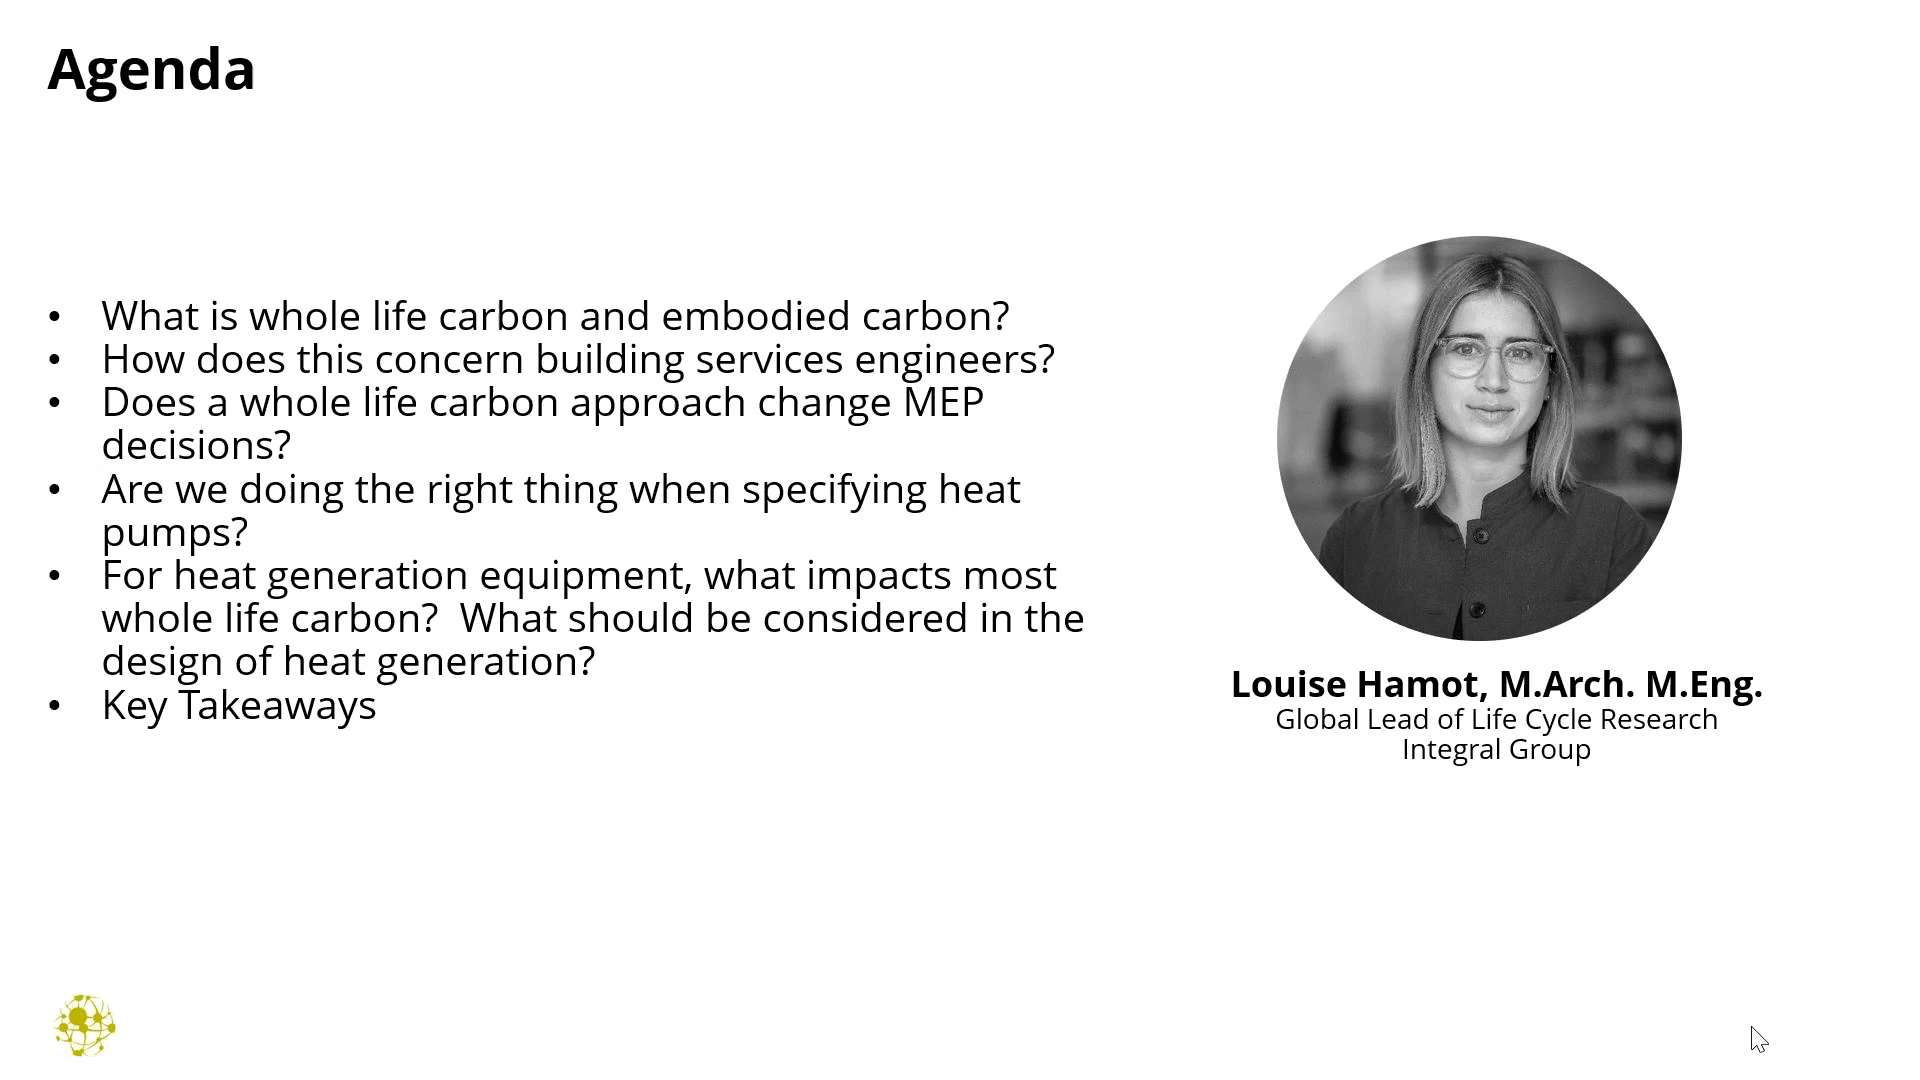 Agenda
• What is whole life carbon and embodied carbon?
• How does this concern building services engineers?
• Does a whole life carbon approach change MEP
decisions?
• Are we doing the right thing when specifying heat
pumps?
• For heat generation equipment, what impacts most
whole life carbon?  What should be considered in the
design of heat generation?
• Key Takeaways
Louise Hamot, M.Arch. M.Eng.
Global Lead of Life Cycle Research
Integral Group